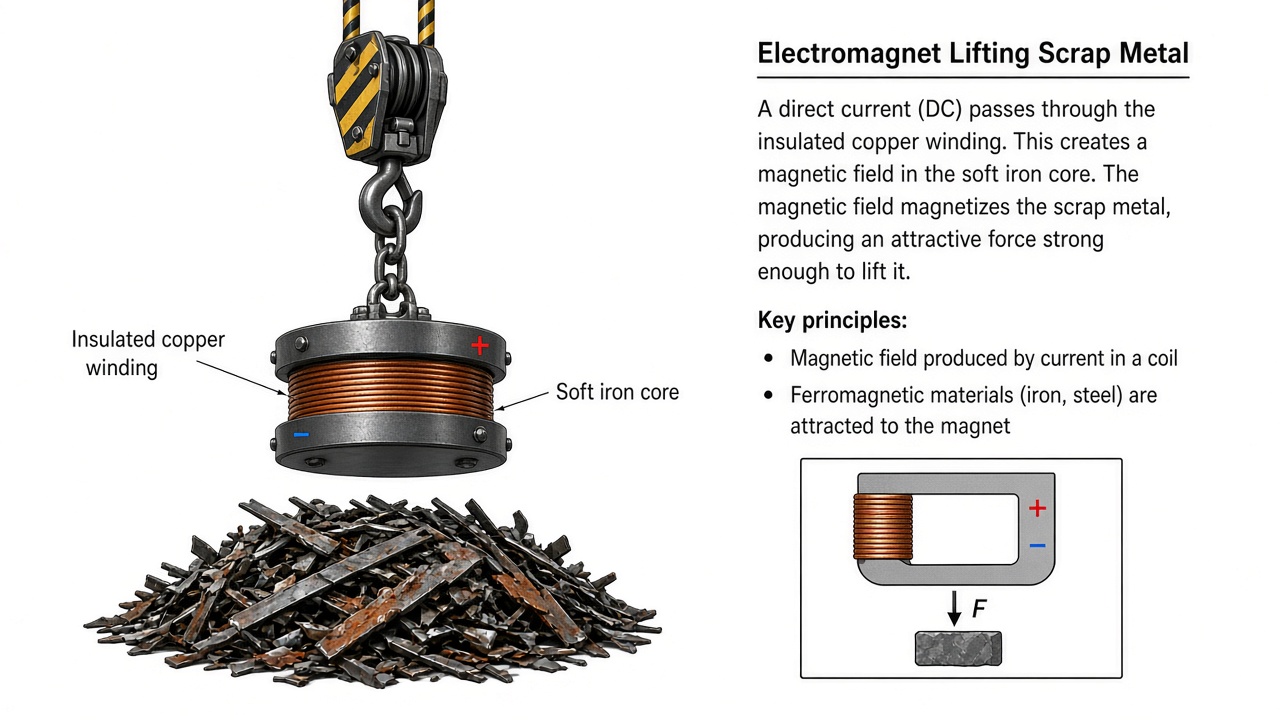 Electromagnet Lifting Scrap Metal
A direct current (DC) passes through the
insulated copper winding. This creates a
magnetic field in the soft iron core. The
magnetic field magnetizes the scrap metal,
producing an attractive force strong
enough to lift it.
Key principles:
• Magnetic field produced by current in a coil
• Ferromagnetic materials (iron, steel) are
attracted to the magnet
Insulated copper
winding
Soft iron core
+
−
+
−
F